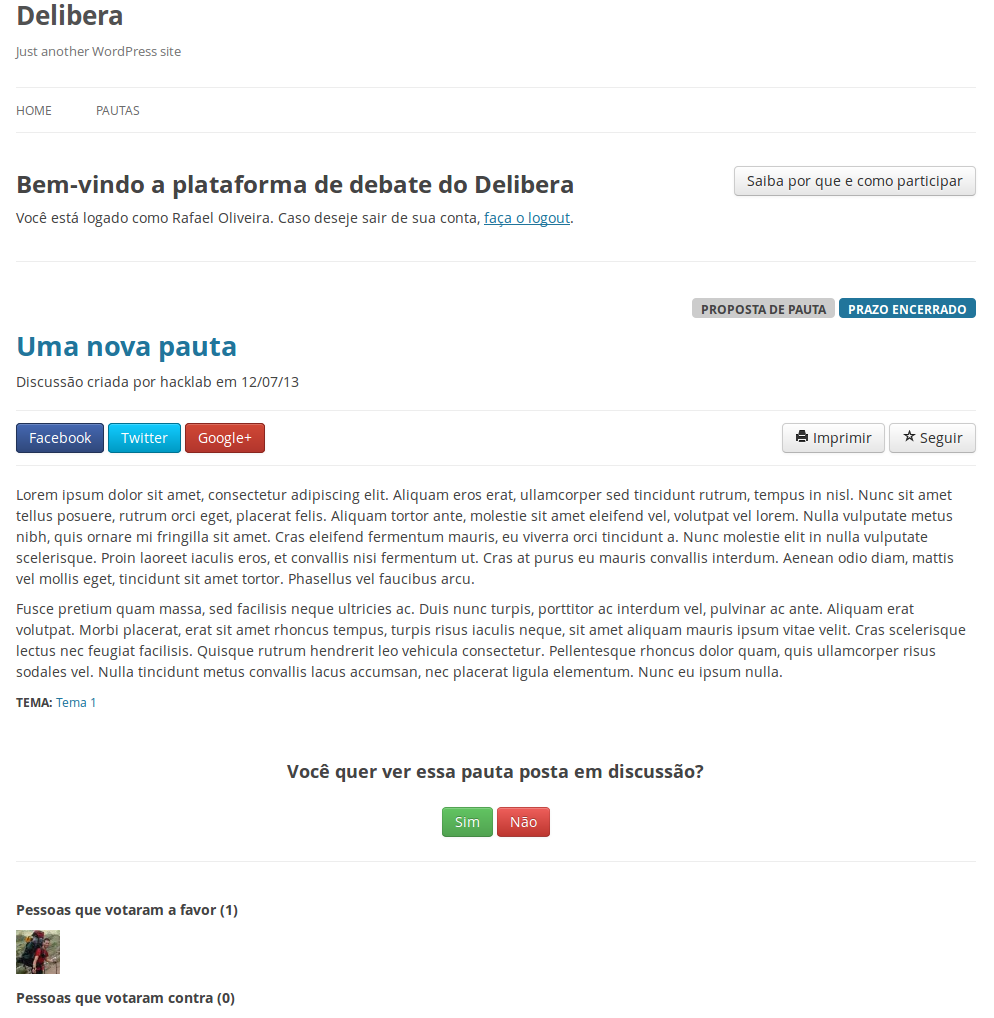 Delibera
Just another WordPress site
HOME PAUTAS
Bem-vindo a plataforma de debate do Delibera
Saiba por que e como participar
Você está logado como Rafael Oliveira. Caso deseje sair de sua conta, faça o logout.
PROPOSTA DE PAUTA PRAZO ENCERRADO
Uma nova pauta
Discussão criada por hacklab em 12/07/13
Facebook Twitter Google+ Imprimir Seguir
Lorem ipsum dolor sit amet, consectetur adipiscing elit. Aliquam eros erat, ullamcorper sed tincidunt rutrum, tempus in nisl. Nunc sit amet
tellus posuere, rutrum orci eget, placerat felis. Aliquam tortor ante, molestie sit amet eleifend vel, volutpat vel lorem. Nulla vulputate metus
nibh, quis ornare mi fringilla sit amet. Cras eleifend fermentum mauris, eu viverra orci tincidunt a. Nunc molestie elit in nulla vulputate
scelerisque. Proin laoreet iaculis eros, et convallis nisi fermentum ut. Cras at purus eu mauris convallis interdum. Aenean odio diam, mattis
vel mollis eget, tincidunt sit amet tortor. Phasellus vel faucibus arcu.
Fusce pretium quam massa, sed facilisis neque ultricies ac. Duis nunc turpis, porttitor ac interdum vel, pulvinar ac ante. Aliquam erat
volutpat. Morbi placerat, erat sit amet rhoncus tempus, turpis risus iaculis neque, sit amet aliquam mauris ipsum vitae velit. Cras scelerisque
lectus nec feugiat facilisis. Quisque rutrum hendrerit leo vehicula consectetur. Pellentesque rhoncus dolor quam, quis ullamcorper risus
sodales vel. Nulla tincidunt metus convallis lacus accumsan, nec placerat ligula elementum. Nunc eu ipsum nulla.
TEMA: Tema 1
Você quer ver essa pauta posta em discussão?
Sim Não
Pessoas que votaram a favor (1)
Pessoas que votaram contra (0)